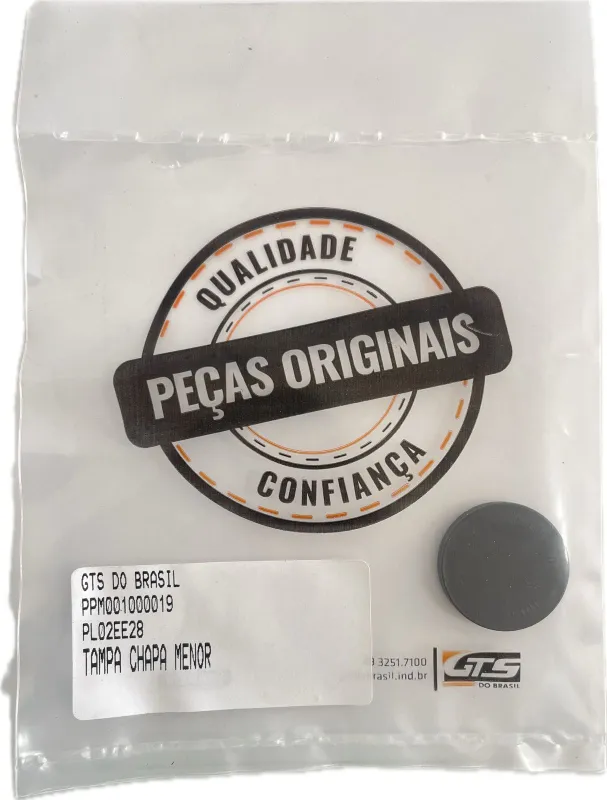 QUALIDADE
PEÇAS ORIGINAIS
CONFIANÇA
GTS DO BRASIL
PPM001000019
PL02EE28
TAMPA CHAPA MENOR
3251.7100
rasil.ind.br
GTS
DO BRASIL